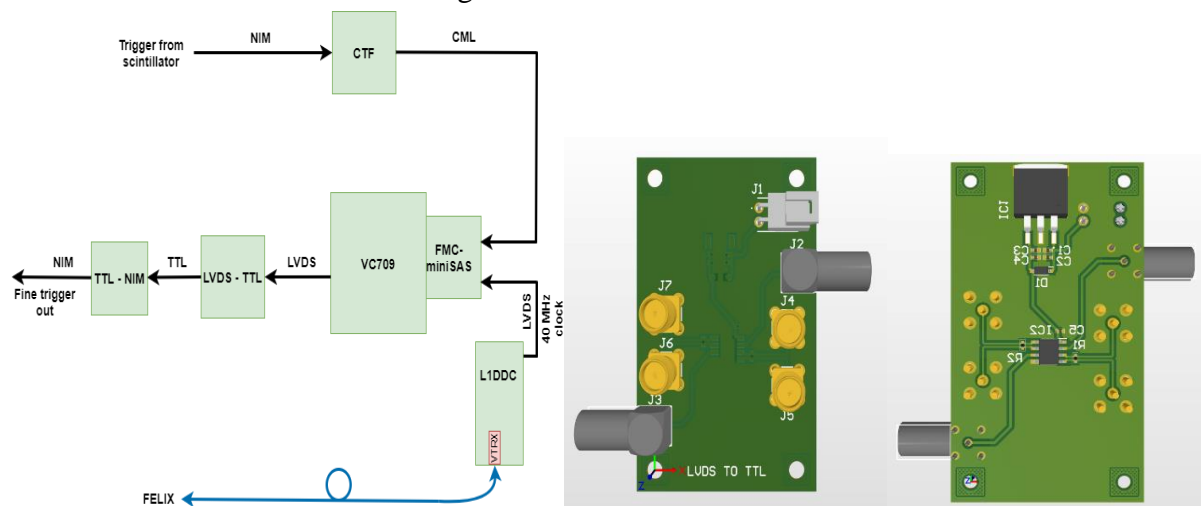 Trigger from
scintillator
NIM
CTF
CML
NIM
Fine trigger
out
TTL - NIM
TTL
LVDS - TTL
LVDS
VC709
FMC-
miniSAS
LVDS
40 MHz
clock
L1DDC
VTRX
FELIX
J1
J2
J7
J4
J6
J3
J5
Z
LVDS TO TTL
IC1
C3
C4
C1
C2
D1
IC2
C5
R2
R1
Z